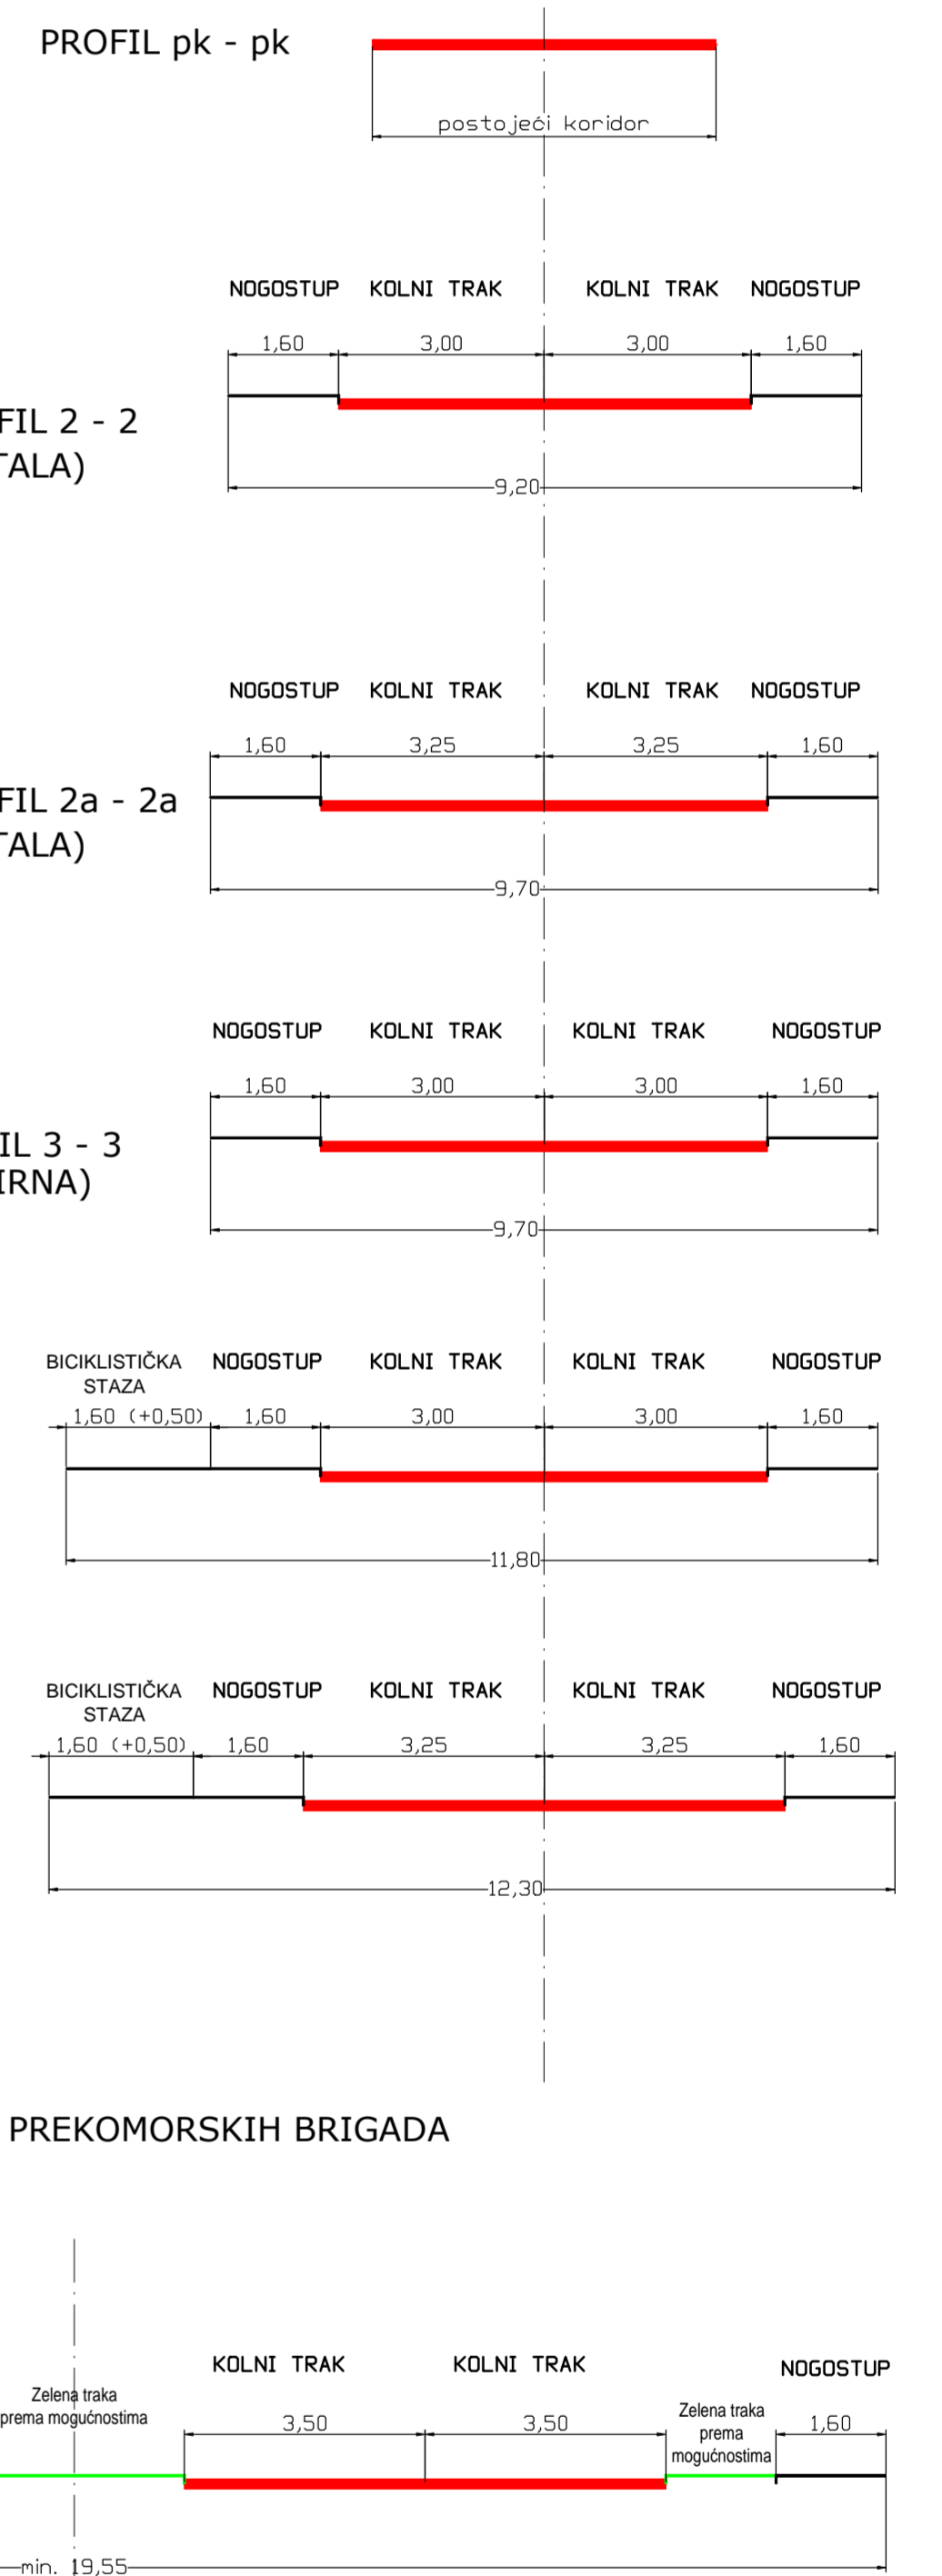 PROFIL pk - pk
postojeći koridor
NOGOSTUP KOLNI TRAK KOLNI TRAK NOGOSTUP
1,60 3,00 3,00 1,60
FIL 2 - 2
TALA)
9,20
NOGOSTUP KOLNI TRAK KOLNI TRAK NOGOSTUP
1,60 3,25 3,25 1,60
FIL 2a - 2a
TALA)
9,70
NOGOSTUP KOLNI TRAK KOLNI TRAK NOGOSTUP
1,60 3,00 3,00 1,60
IL 3 - 3
IRNA)
9,70
BICIKLISTIČKA NOGOSTUP KOLNI TRAK KOLNI TRAK NOGOSTUP
STAZA
1,60 (+0,50) 1,60 3,00 3,00 1,60
11,80
BICIKLISTIČKA NOGOSTUP KOLNI TRAK KOLNI TRAK NOGOSTUP
STAZA
1,60 (+0,50) 1,60 3,25 3,25 1,60
12,30
PREKOMORSKIH BRIGADA
KOLNI TRAK KOLNI TRAK NOGOSTUP
Zelena traka
prema mogućnostima
3,50 3,50
Zelena traka
prema
mogućnostima
1,60
min. 19,55